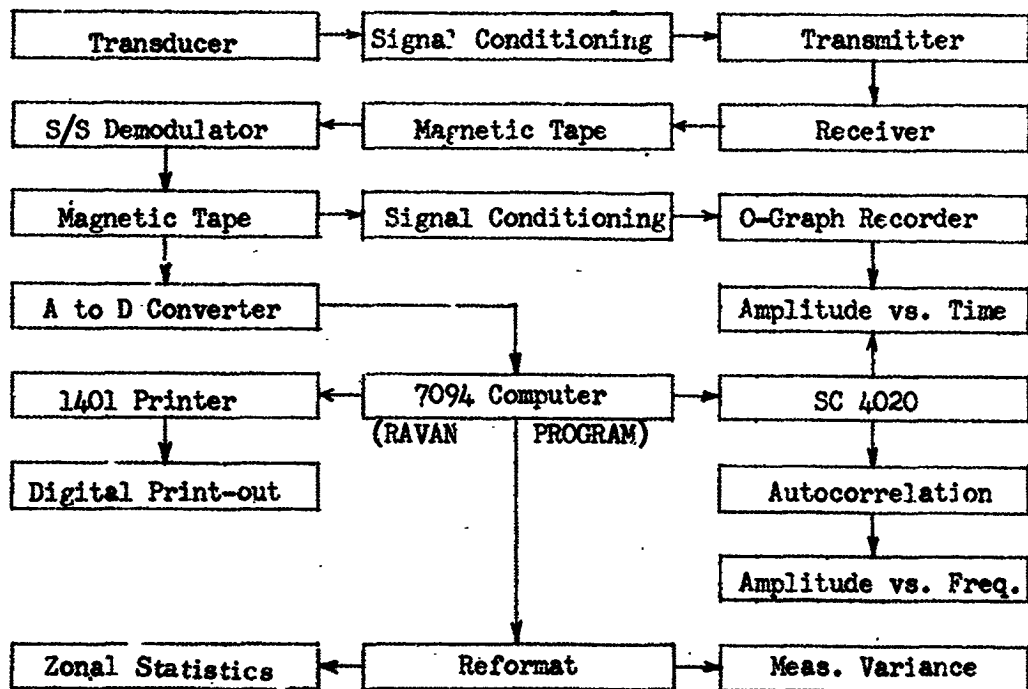 Transducer
Signal Conditioning
Transmitter
S/S Demodulator
Magnetic Tape
Receiver
Magnetic Tape
Signal Conditioning
O-Graph Recorder
A to D Converter
Amplitude vs. Time
1401 Printer
7094 Computer
SC 4020
(RAVAN PROGRAM)
Digital Print-out
Autocorrelation
Amplitude vs. Freq.
Zonal Statistics
Reformat
Meas. Variance